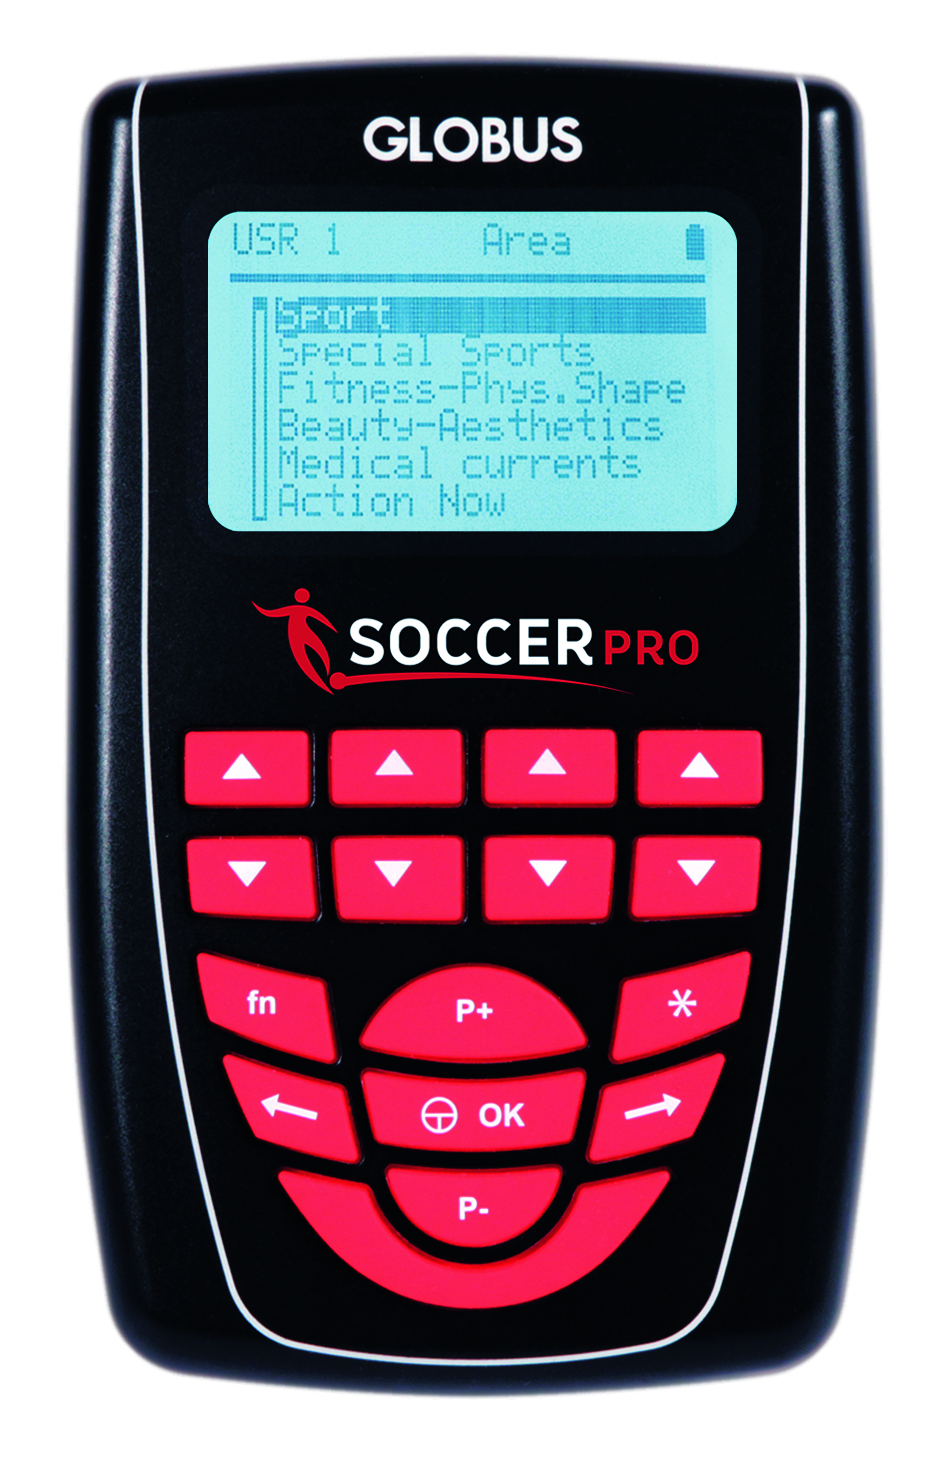 GLOBUS
USR 1 Area
Sport
Special Sports
Fitness-Phys.Shape
Beauty-Aesthetics
Medical currents
Action Now
SOCCER PRO
fn P+ *
OK
P-